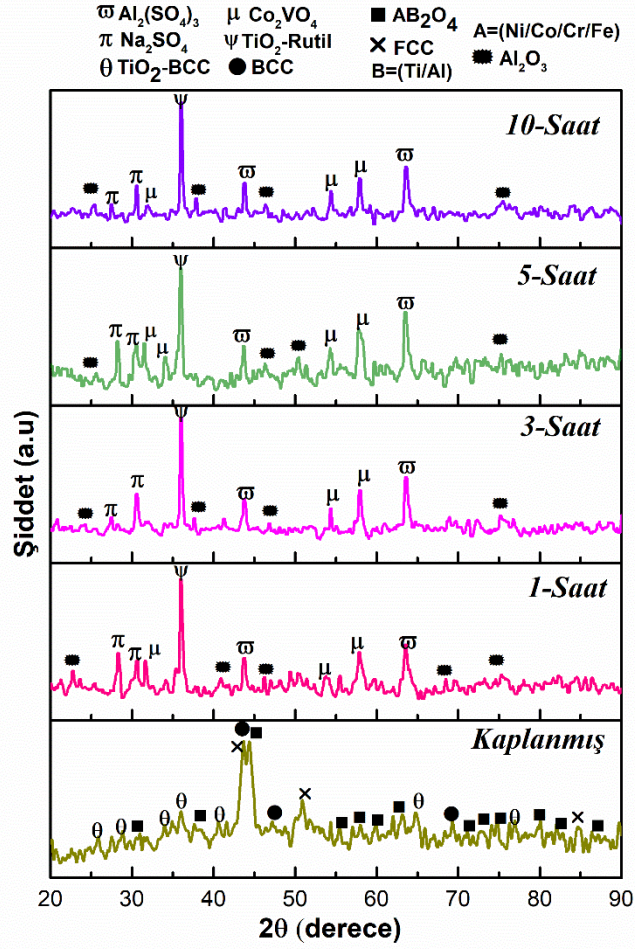 ϖ Al₂(SO₄)₃ μ Co₂VO₄ ■ AB₂O₄ A=(Ni/Co/Cr/Fe)
π Na₂SO₄ ψ TiO₂-Rutil × FCC Al₂O₃
θ TiO₂-BCC ● BCC B=(Ti/Al)
ψ
10-Saat
π π μ ϖ μ μ ϖ
ψ
5-Saat
π π μ μ ϖ μ μ ϖ
ψ
3-Saat
π π ϖ μ μ ϖ
ψ
1-Saat
π π μ ϖ μ μ ϖ
Kaplanmış
θ θ θ θ θ θ θ
Şiddet (a.u)
20 30 40 50 60 70 80 90
2θ (derece)